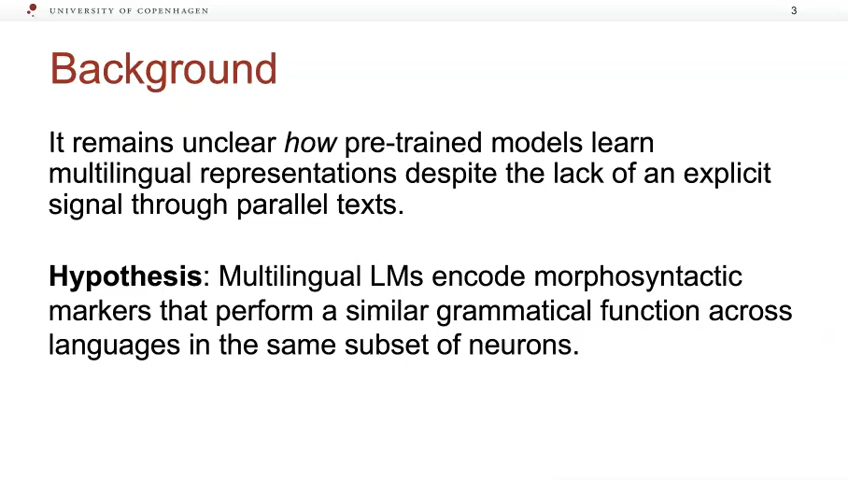 UNIVERSITY OF COPENHAGEN
3
Background
It remains unclear how pre-trained models learn
multilingual representations despite the lack of an explicit
signal through parallel texts.
Hypothesis: Multilingual LMs encode morphosyntactic
markers that perform a similar grammatical function across
languages in the same subset of neurons.